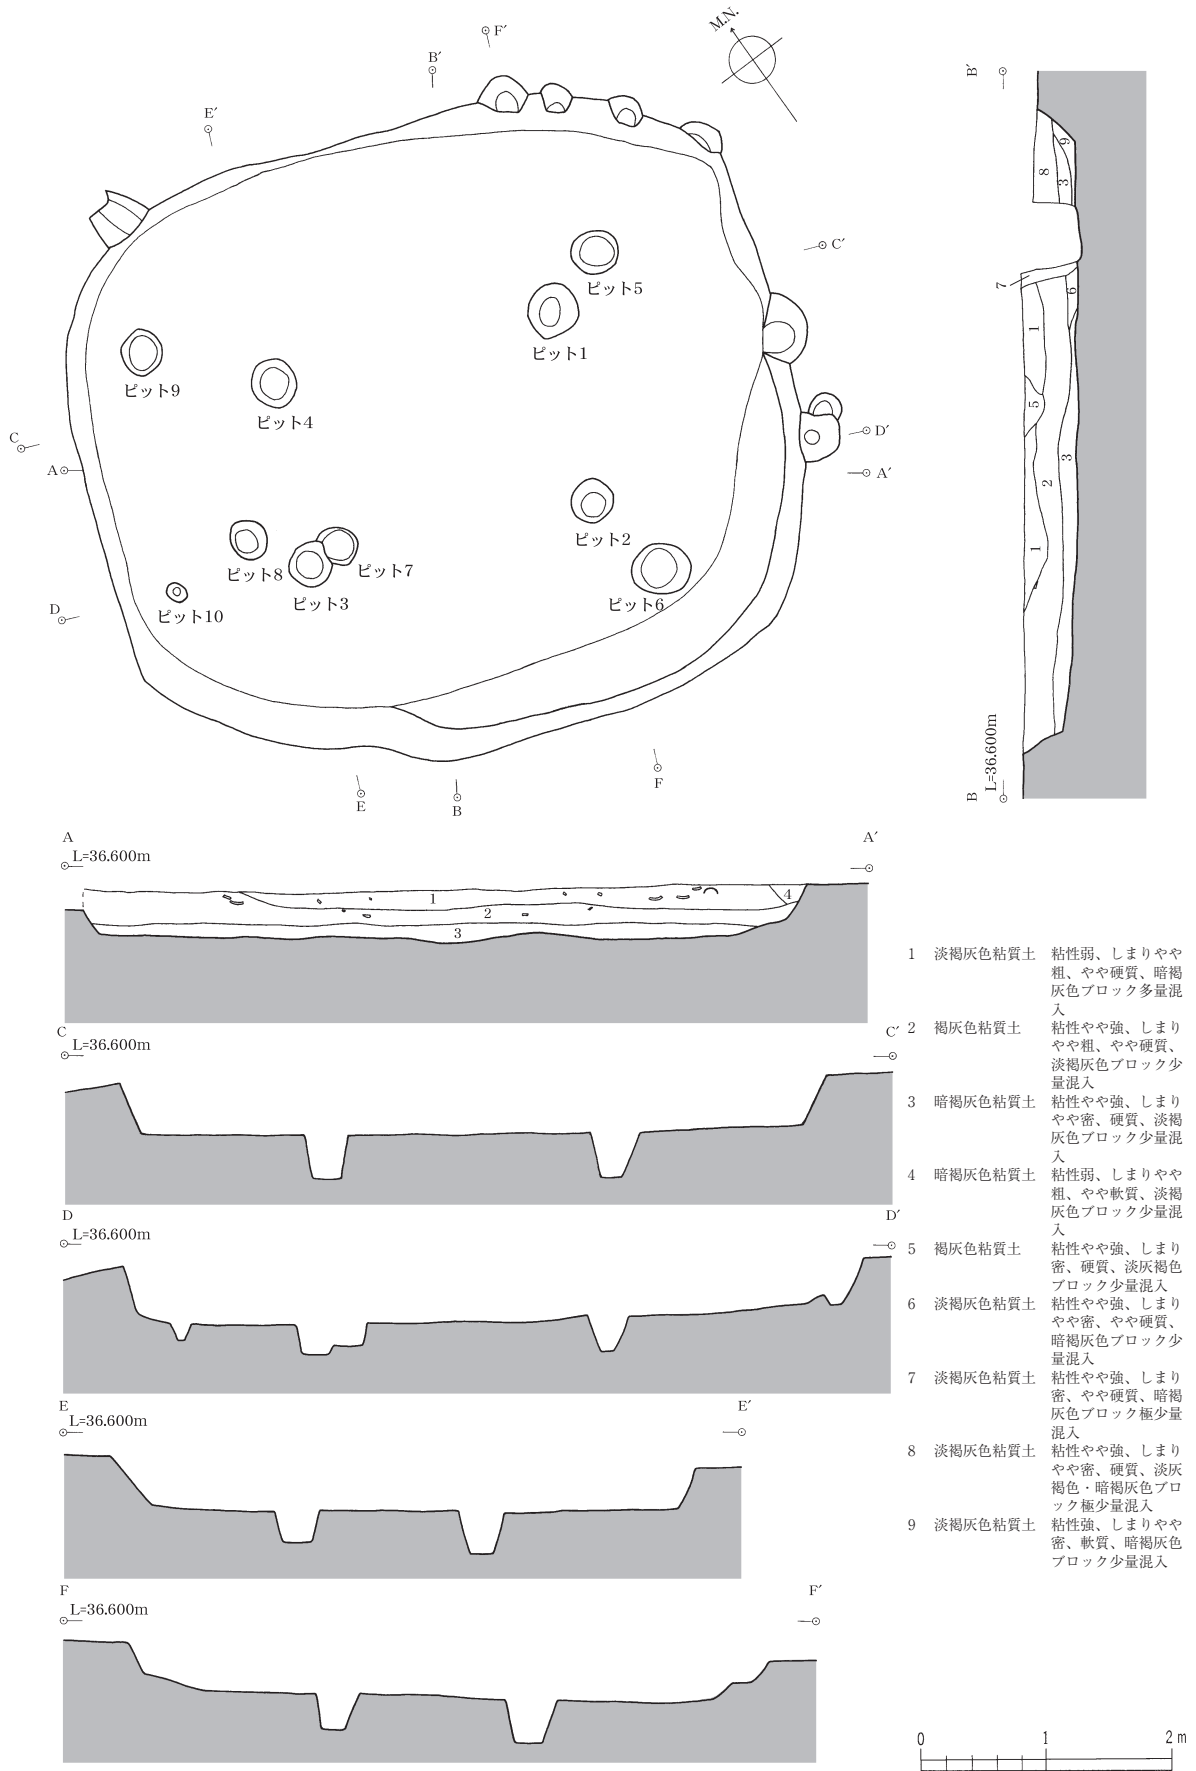 M.N.
F′
B′
E′
C′
ピット5
ピット1
ピット9
ピット4
C
A
D′
A′
ピット2
ピット8
ピット7
ピット3
ピット6
ピット10
D
E
B
F
B′
9
8
3
7
6
1
5
3
2
1
B
L=36.600m
A
A′
L=36.600m
1
4
2
3
C
C′
L=36.600m
D
D′
L=36.600m
E
E′
L=36.600m
F
F′
L=36.600m
1 淡褐灰色粘質土 粘性弱、しまりやや
粗、やや硬質、暗褐
灰色ブロック多量混
入
2 褐灰色粘質土 粘性やや強、しまり
やや粗、やや硬質、
淡褐灰色ブロック少
量混入
3 暗褐灰色粘質土 粘性やや強、しまり
やや密、硬質、淡褐
灰色ブロック少量混
入
4 暗褐灰色粘質土 粘性弱、しまりやや
粗、やや軟質、淡褐
灰色ブロック少量混
入
5 褐灰色粘質土 粘性やや強、しまり
密、硬質、淡灰褐色
ブロック少量混入
6 淡褐灰色粘質土 粘性やや強、しまり
やや密、やや硬質、
暗褐灰色ブロック少
量混入
7 淡褐灰色粘質土 粘性やや強、しまり
密、やや硬質、暗褐
灰色ブロック極少量
混入
8 淡褐灰色粘質土 粘性やや強、しまり
やや密、硬質、淡灰
褐色・暗褐灰色ブロ
ック極少量混入
9 淡褐灰色粘質土 粘性強、しまりやや
密、軟質、暗褐灰色
ブロック少量混入
0 1 2 m